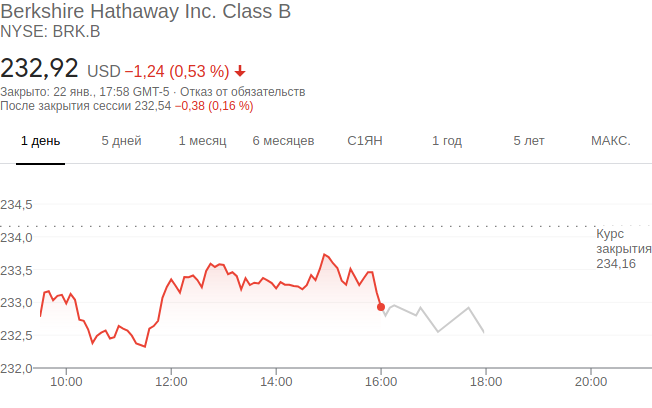 Berkshire Hathaway Inc. Class B
NYSE: BRK.B
232,92 USD −1,24 (0,53 %)
Закрыто: 22 янв., 17:58 GMT-5 · Отказ от обязательств
После закрытия сессии 232,54 −0,38 (0,16 %)
1 день 5 дней 1 месяц 6 месяцев С1ЯН 1 год 5 лет МАКС.
234,5
234,0
233,5
233,0
232,5
232,0
Курс
закрытия
234,16
10:00 12:00 14:00 16:00 18:00 20:00